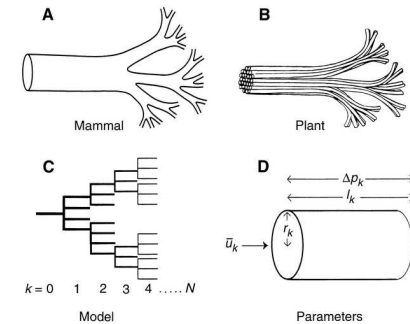 A
B
Mammal
Plant
C
D
Δp_k
l_k
r_k
ū_k
k = 0 1 2 3 4 ..... N
Model
Parameters